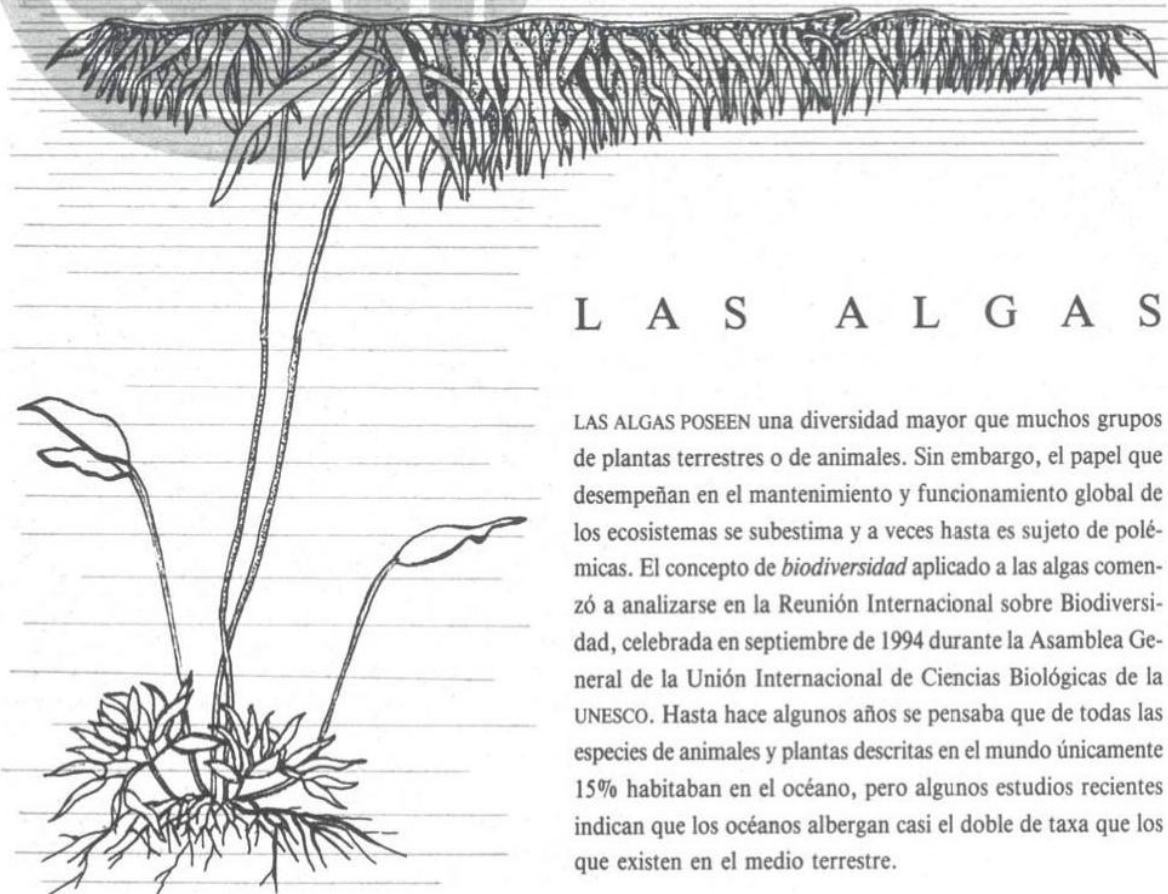 LAS ALGAS
LAS ALGAS POSEEN una diversidad mayor que muchos grupos
de plantas terrestres o de animales. Sin embargo, el papel que
desempeñan en el mantenimiento y funcionamiento global de
los ecosistemas se subestima y a veces hasta es sujeto de polé-
micas. El concepto de biodiversidad aplicado a las algas comen-
zó a analizarse en la Reunión Internacional sobre Biodiversi-
dad, celebrada en septiembre de 1994 durante la Asamblea Ge-
neral de la Unión Internacional de Ciencias Biológicas de la
UNESCO. Hasta hace algunos años se pensaba que de todas las
especies de animales y plantas descritas en el mundo únicamente
15% habitaban en el océano, pero algunos estudios recientes
indican que los océanos albergan casi el doble de taxa que los
que existen en el medio terrestre.